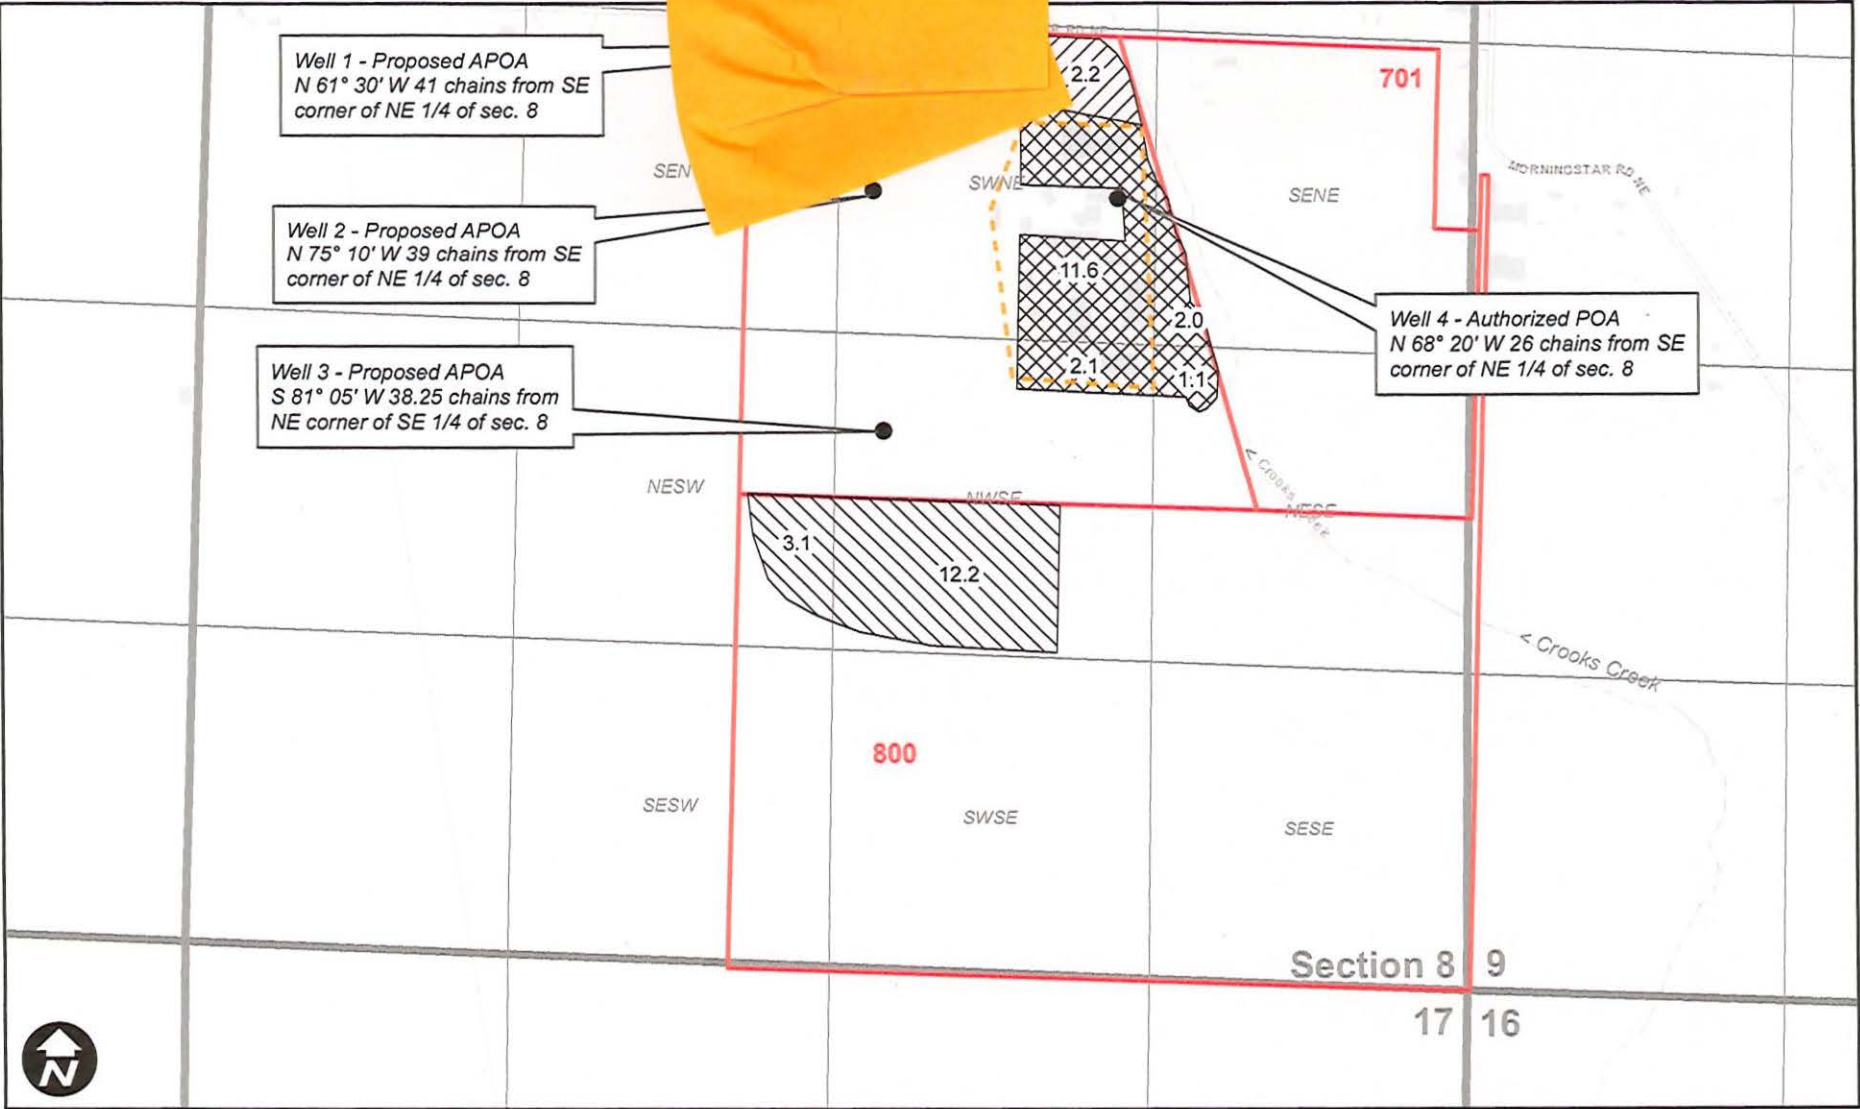 Well 1 - Proposed APOA
N 61° 30' W 41 chains from SE
corner of NE 1/4 of sec. 8
2.2
701
MORNINGSTAR RD NE
SEN
SWNE
SENE
Well 2 - Proposed APOA
N 75° 10' W 39 chains from SE
corner of NE 1/4 of sec. 8
11.6
2.0
Well 4 - Authorized POA
N 68° 20' W 26 chains from SE
corner of NE 1/4 of sec. 8
2.1
1.1
Well 3 - Proposed APOA
S 81° 05' W 38.25 chains from
NE corner of SE 1/4 of sec. 8
< Crooks Creek
NESW
NWSE
NESE
3.1
12.2
< Crooks Creek
800
SESW
SWSE
SESE
Section 8 9
17 16
N